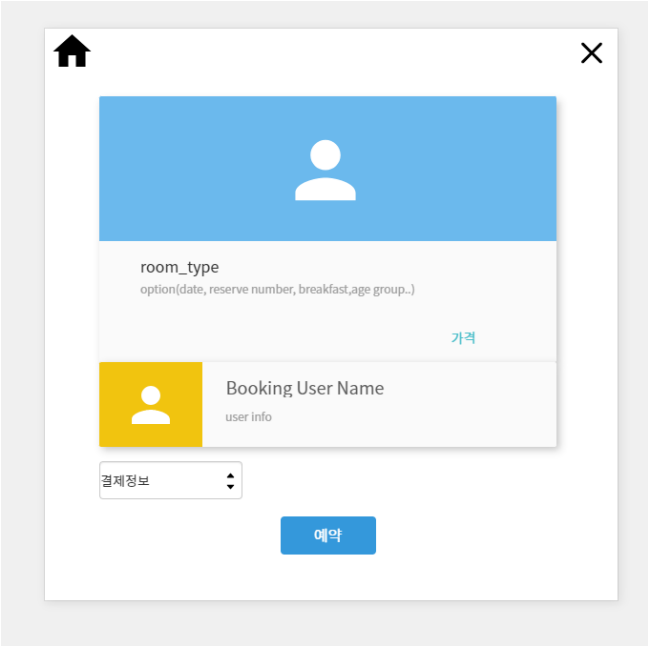 room_type
option(date, reserve number, breakfast,age group..)
가격
Booking User Name
user info
결제정보
예약